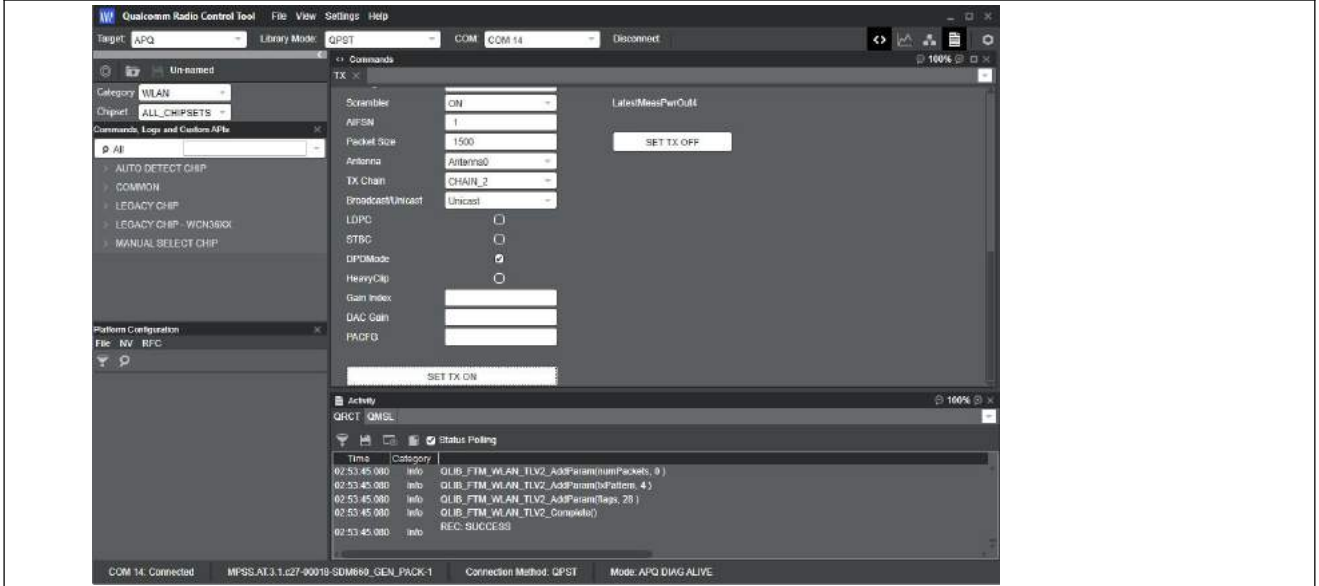 Qualcomm Radio Control Tool File View Settings Help
Target: APQ Library Mode: QPST COM: COM 14 Disconnect
Un-named
Category WLAN
Chipset ALL_CHIPSETS
Commands, Logs and Custom APIs
All
AUTO DETECT CHIP
COMMON
LEGACY CHIP
LEGACY CHIP - WCN36XX
MANUAL SELECT CHIP
Platform Configuration
File NV RFC
Commands 100%
TX
Scrambler ON LatestMeasPwrOut4
AIFSN 1
Packet Size 1500 SET TX OFF
Antenna Antenna0
TX Chain CHAIN_2
Broadcast/Unicast Unicast
LDPC
STBC
DPDMode
HeavyClip
Gain Index
DAC Gain
PACFG
SET TX ON
Activity 100%
QRCT QMSL
Status Polling
Time Category
02:53:45.080 Info QLIB_FTM_WLAN_TLV2_AddParam(numPackets, 0 )
02:53:45.080 Info QLIB_FTM_WLAN_TLV2_AddParam(txPattern, 4 )
02:53:45.080 Info QLIB_FTM_WLAN_TLV2_AddParam(flags, 28 )
02:53:45.080 Info QLIB_FTM_WLAN_TLV2_Complete()
02:53:45.080 Info REC: SUCCESS
COM 14: Connected MPSS.AT.3.1.c27-00018-SDM660_GEN_PACK-1 Connection Method: QPST Mode: APQ DIAG ALIVE